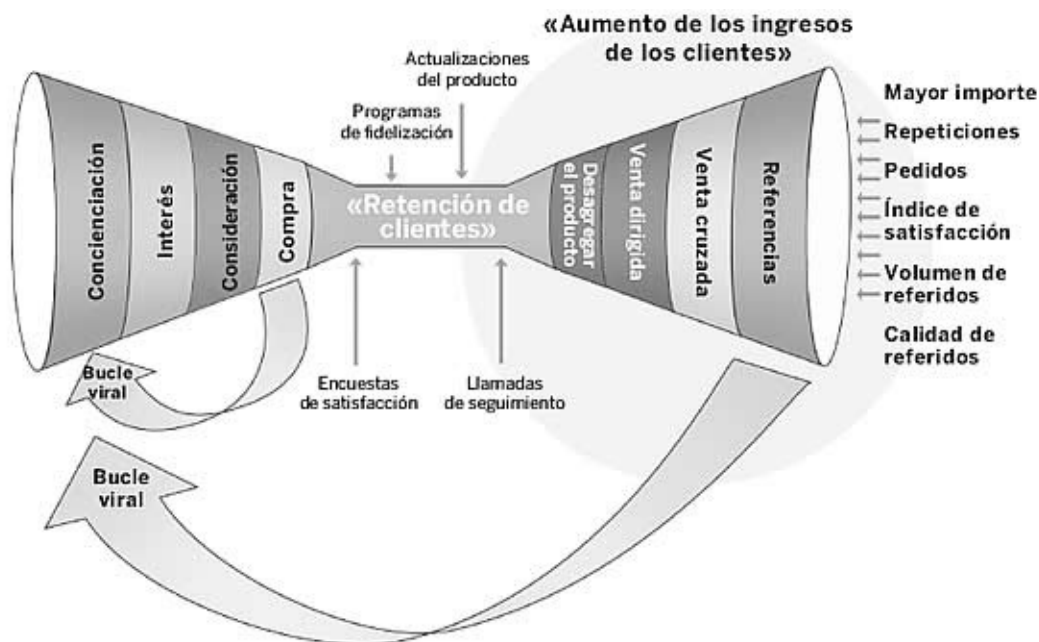 «Aumento de los ingresos
de los clientes»
Actualizaciones
del producto
Programas
de fidelización
Concienciación
Interés
Consideración
Compra
«Retención de
clientes»
Desagregar
el producto
Venta dirigida
Venta cruzada
Referencias
Mayor importe
Repeticiones
Pedidos
Índice de
satisfacción
Volumen de
referidos
Calidad de
referidos
Encuestas
de satisfacción
Llamadas
de seguimiento
Bucle
viral
Bucle
viral